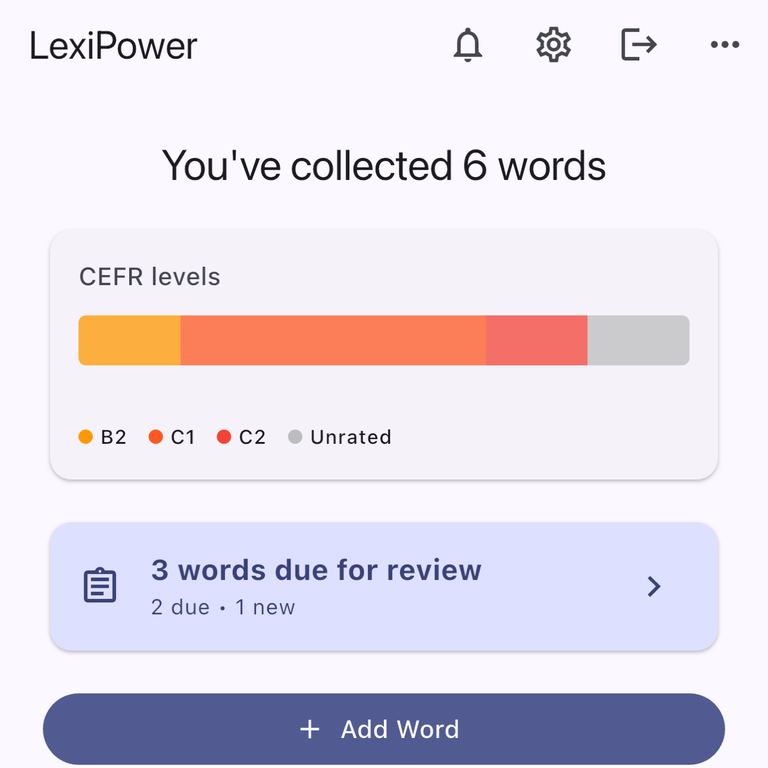 LexiPower
You've collected 6 words
CEFR levels
B2 C1 C2 Unrated
3 words due for review
2 due • 1 new
+ Add Word